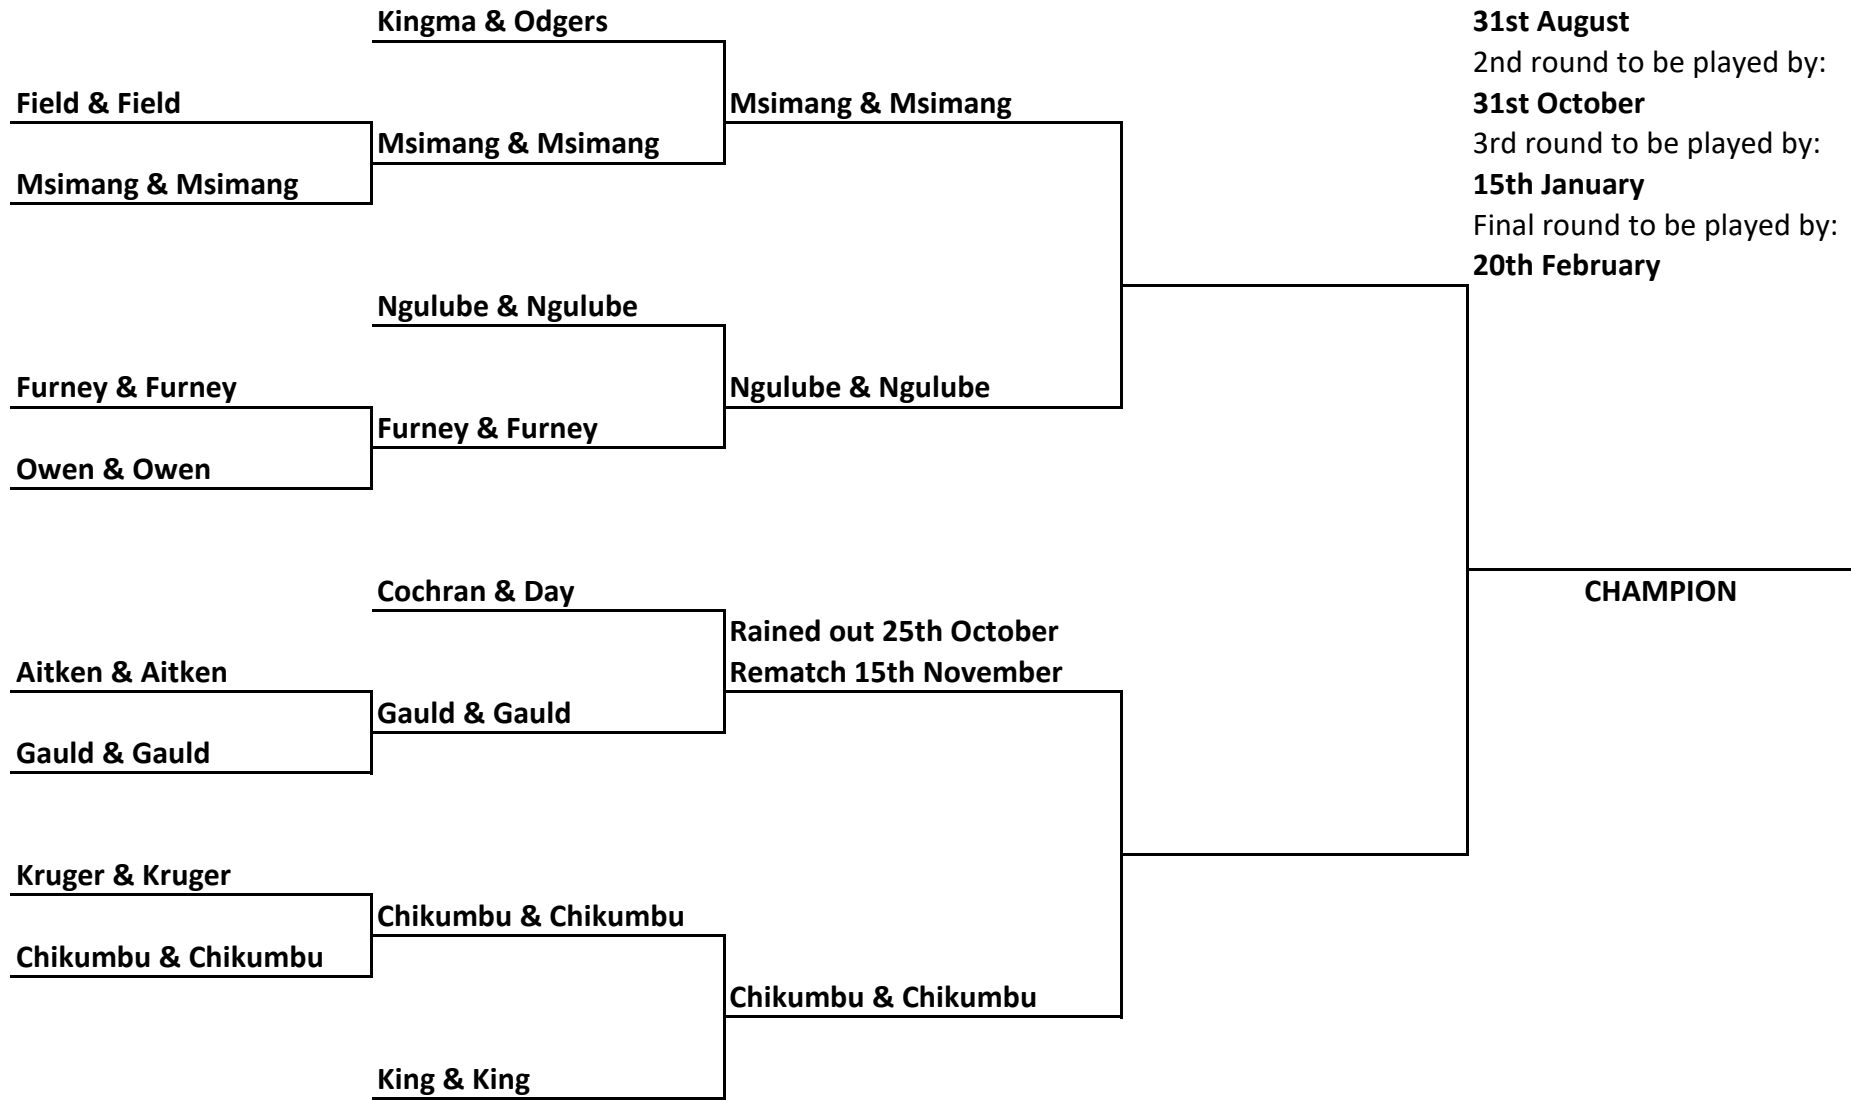 Kingma & Odgers
31st August
2nd round to be played by:
Field & Field
Msimang & Msimang
31st October
Msimang & Msimang
3rd round to be played by:
Msimang & Msimang
15th January
Final round to be played by:
20th February
Ngulube & Ngulube
Furney & Furney
Ngulube & Ngulube
Furney & Furney
Owen & Owen
Cochran & Day
CHAMPION
Rained out 25th October
Aitken & Aitken
Rematch 15th November
Gauld & Gauld
Gauld & Gauld
Kruger & Kruger
Chikumbu & Chikumbu
Chikumbu & Chikumbu
Chikumbu & Chikumbu
King & King